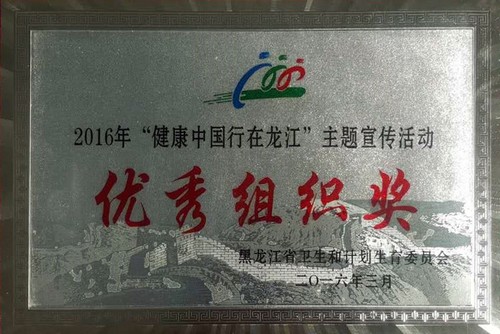 2016年“健康中国行在龙江”主题宣传活动
优秀组织奖
黑龙江省卫生和计划生育委员会
二〇一六年三月